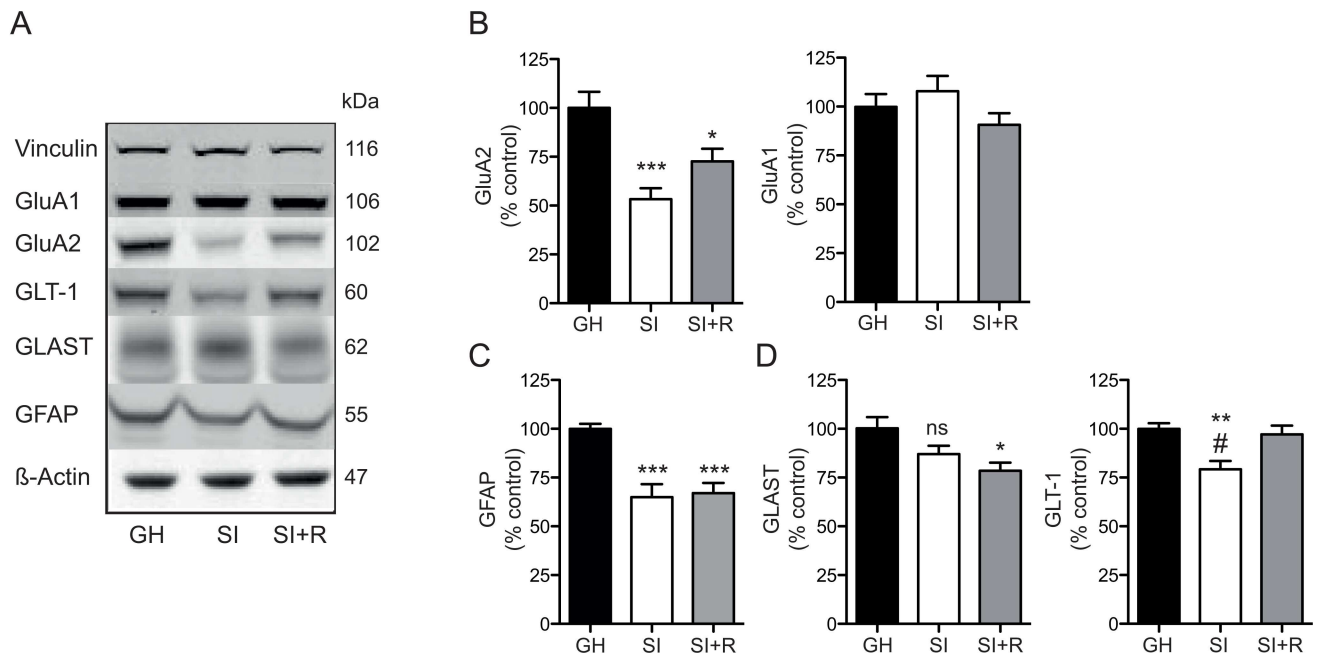 A
kDa
Vinculin 116
GluA1 106
GluA2 102
GLT-1 60
GLAST 62
GFAP 55
ß-Actin 47
GH SI SI+R
B
GluA2
(% control)
125
100
75
50
25
0
***
*
GH SI SI+R
GluA1
(% control)
125
100
75
50
25
0
GH SI SI+R
C
GFAP
(% control)
125
100
75
50
25
0
*** ***
GH SI SI+R
D
GLAST
(% control)
125
100
75
50
25
0
ns
*
GH SI SI+R
GLT-1
(% control)
125
100
75
50
25
0
**
#
GH SI SI+R